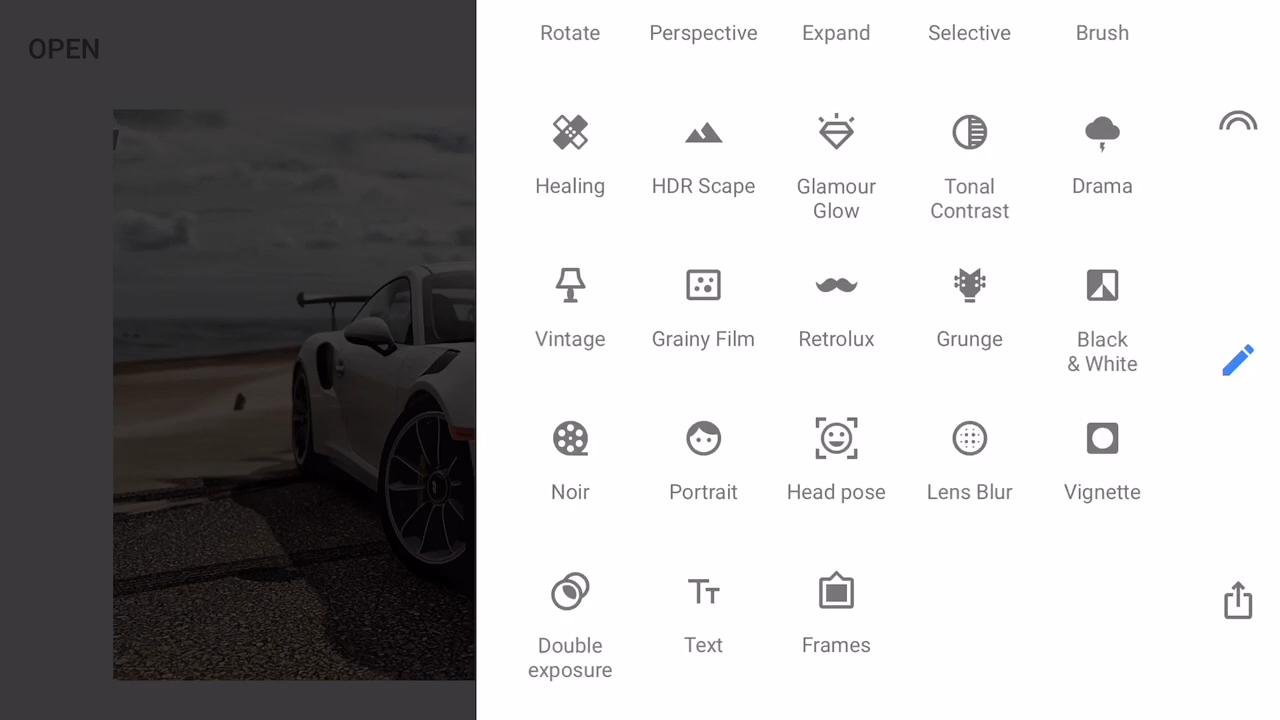 OPEN
Rotate
Perspective
Expand
Selective
Brush
Healing
HDR Scape
Glamour
Glow
Tonal
Contrast
Drama
Vintage
Grainy Film
Retrolux
Grunge
Black
& White
Noir
Portrait
Head pose
Lens Blur
Vignette
Double
exposure
Text
Frames